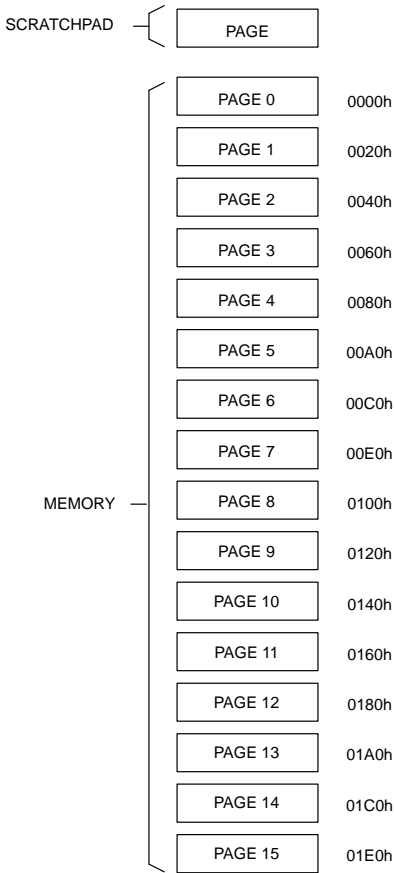 SCRATCHPAD PAGE
PAGE 0 0000h
PAGE 1 0020h
PAGE 2 0040h
PAGE 3 0060h
PAGE 4 0080h
PAGE 5 00A0h
PAGE 6 00C0h
PAGE 7 00E0h
MEMORY PAGE 8 0100h
PAGE 9 0120h
PAGE 10 0140h
PAGE 11 0160h
PAGE 12 0180h
PAGE 13 01A0h
PAGE 14 01C0h
PAGE 15 01E0h